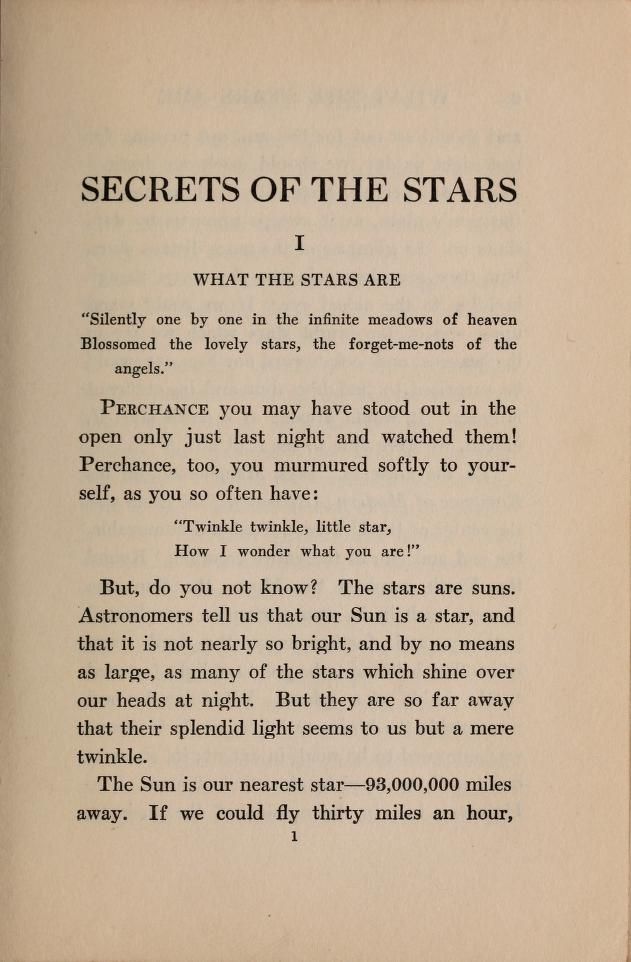 SECRETS OF THE STARS
I
WHAT THE STARS ARE
"Silently one by one in the infinite meadows of heaven
Blossomed the lovely stars, the forget-me-nots of the
angels."
PERCHANCE you may have stood out in the
open only just last night and watched them!
Perchance, too, you murmured softly to your-
self, as you so often have:
"Twinkle twinkle, little star,
How I wonder what you are!"
But, do you not know? The stars are suns.
Astronomers tell us that our Sun is a star, and
that it is not nearly so bright, and by no means
as large, as many of the stars which shine over
our heads at night. But they are so far away
that their splendid light seems to us but a mere
twinkle.
The Sun is our nearest star—93,000,000 miles
away. If we could fly thirty miles an hour,
1